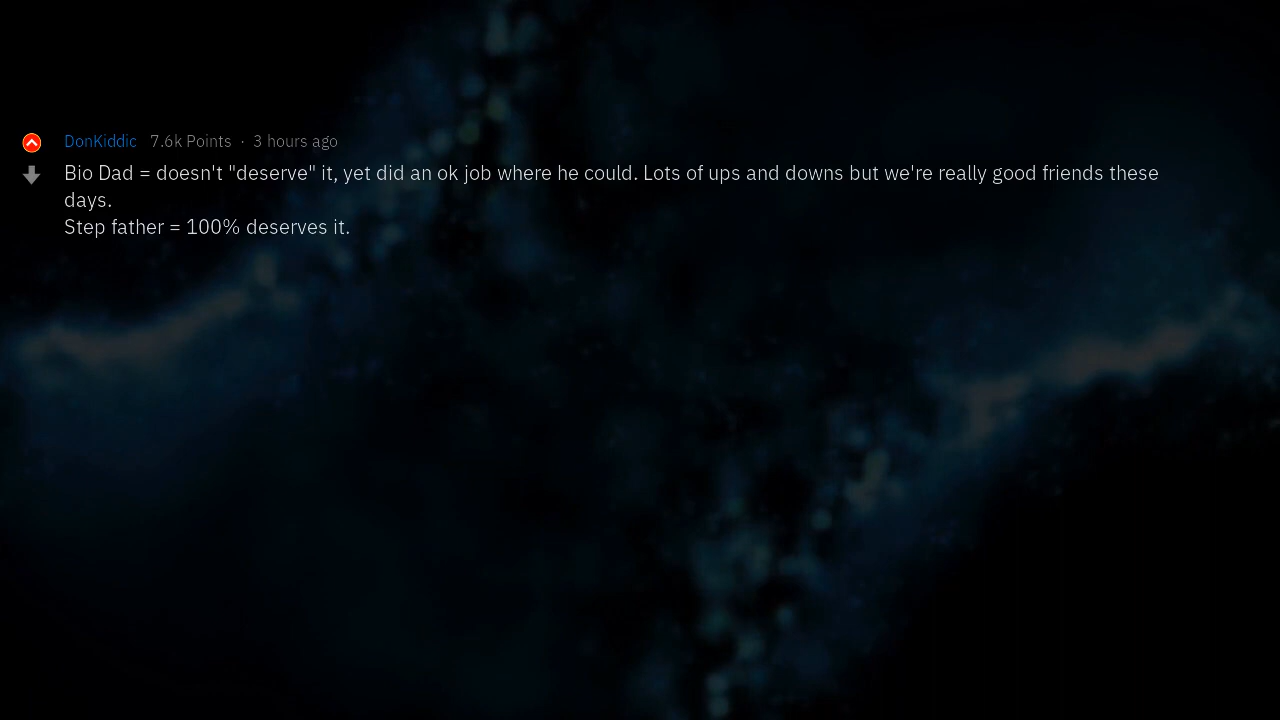 DonKiddic 7.6k Points · 3 hours ago
Bio Dad = doesn't "deserve" it, yet did an ok job where he could. Lots of ups and downs but we're really good friends these
days.
Step father = 100% deserves it.